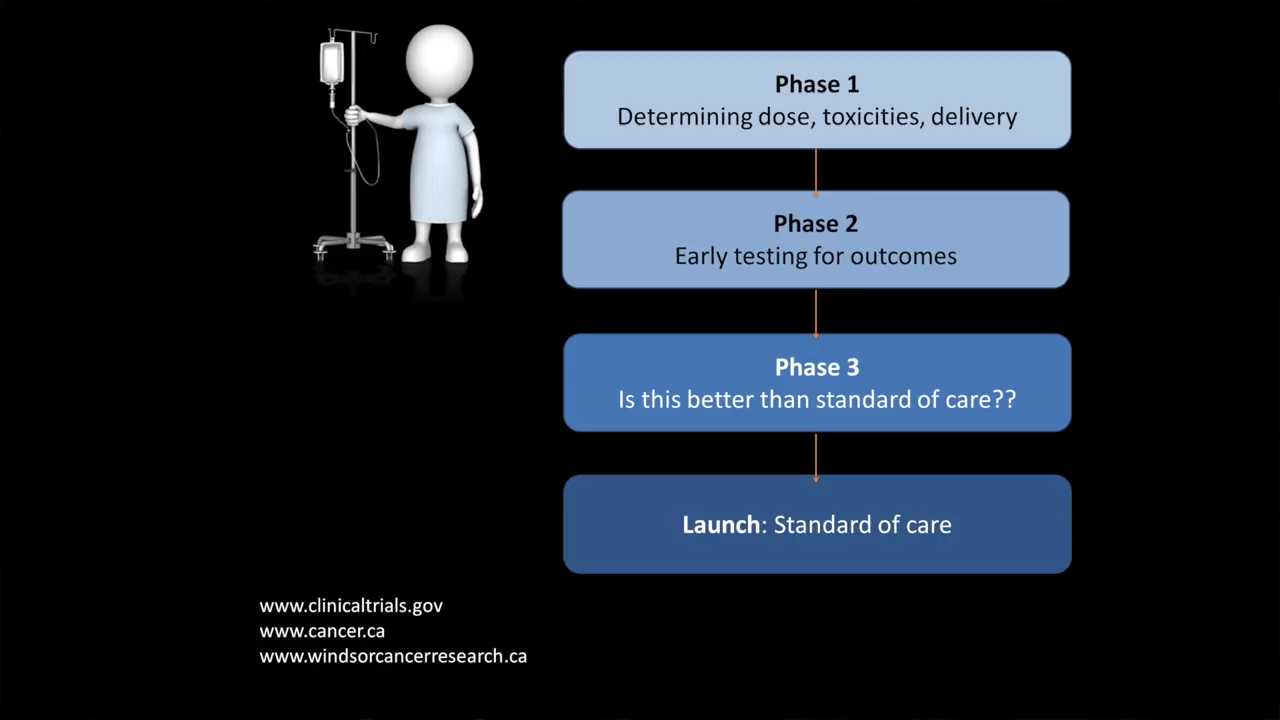 Phase 1
Determining dose, toxicities, delivery
Phase 2
Early testing for outcomes
Phase 3
Is this better than standard of care??
Launch: Standard of care
www.clinicaltrials.gov
www.cancer.ca
www.windsorcancerresearch.ca